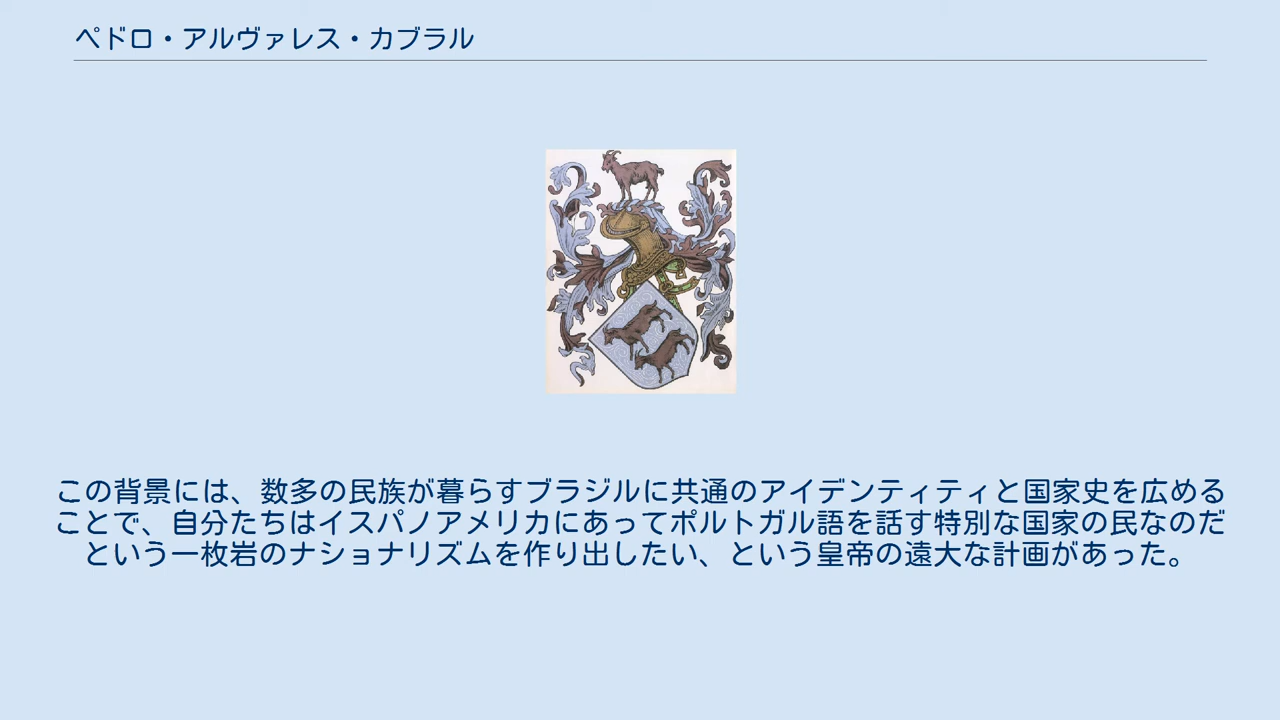 ペドロ・アルヴァレス・カブラル
この背景には、数多の民族が暮らすブラジルに共通のアイデンティティと国家史を広める
ことで、自分たちはイスパノアメリカにあってポルトガル語を話す特別な国家の民なのだ
という一枚岩のナショナリズムを作り出したい、という皇帝の遠大な計画があった。